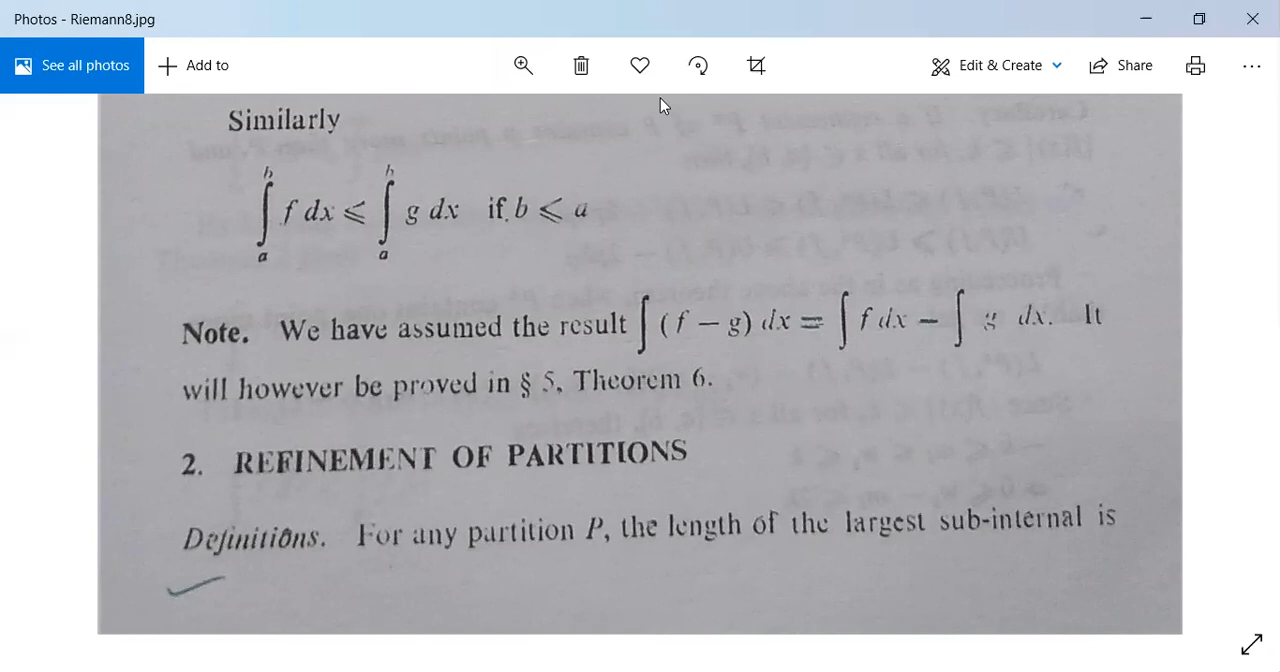 Photos - Riemann8.jpg
See all photos
Add to
Edit & Create
Share
Similarly
∫ₐᵇ f dx ⩽ ∫ₐᵇ g dx if b ⩽ a
Note. We have assumed the result ∫ (f − g) dx = ∫ f dx − ∫ g dx. It
will however be proved in § 5, Theorem 6.
2. REFINEMENT OF PARTITIONS
Definitions. For any partition P, the length of the largest sub-internal is